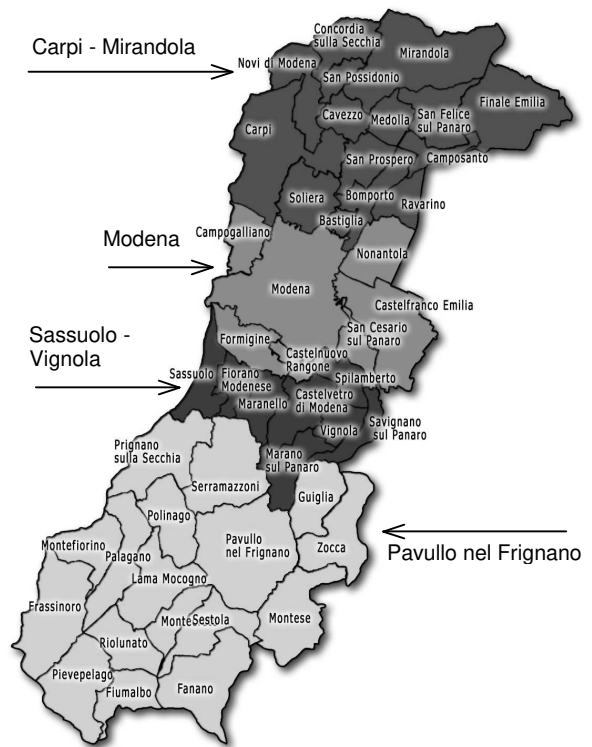 Carpi - Mirandola
Concordia
sulla Secchia
Mirandola
Novi di Modena
San Possidonio
Finale Emilia
Cavezzo
Medolla
San Felice
sul Panaro
Carpi
San Prospero
Camposanto
Soliera
Bomporto
Ravarino
Bastiglia
Modena
Campogalliano
Nonantola
Modena
Castelfranco Emilia
Sassuolo -
Vignola
Formigine
San Cesario
sul Panaro
Castelnuovo
Rangone
Sassuolo
Fiorano
Modenese
Spilamberto
Maranello
Castelvetro
di Modena
Savignano
sul Panaro
Vignola
Prignano
sulla Secchia
Marano
sul Panaro
Serramazzoni
Guiglia
Polinago
Pavullo
nel Frignano
Zocca
Pavullo nel Frignano
Montefiorino
Palagano
Lama Mocogno
Frassinoro
Sestola
Montese
Riolunato
Pievepelago
Fiumalbo
Fanano